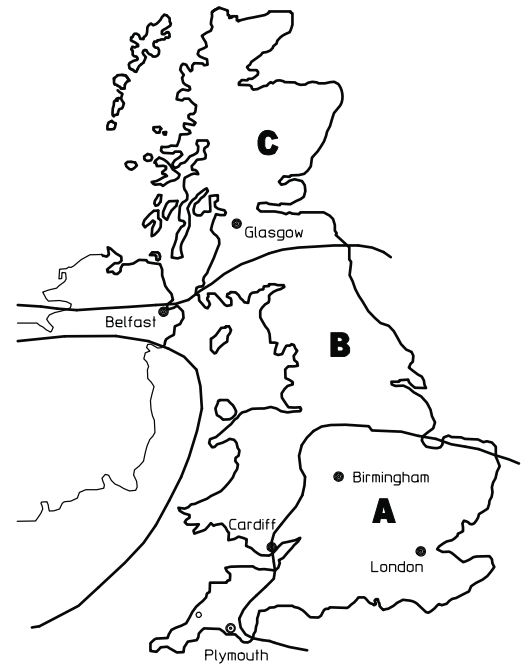 C
Glasgow
Belfast
B
Birmingham
A
Cardiff
London
Plymouth